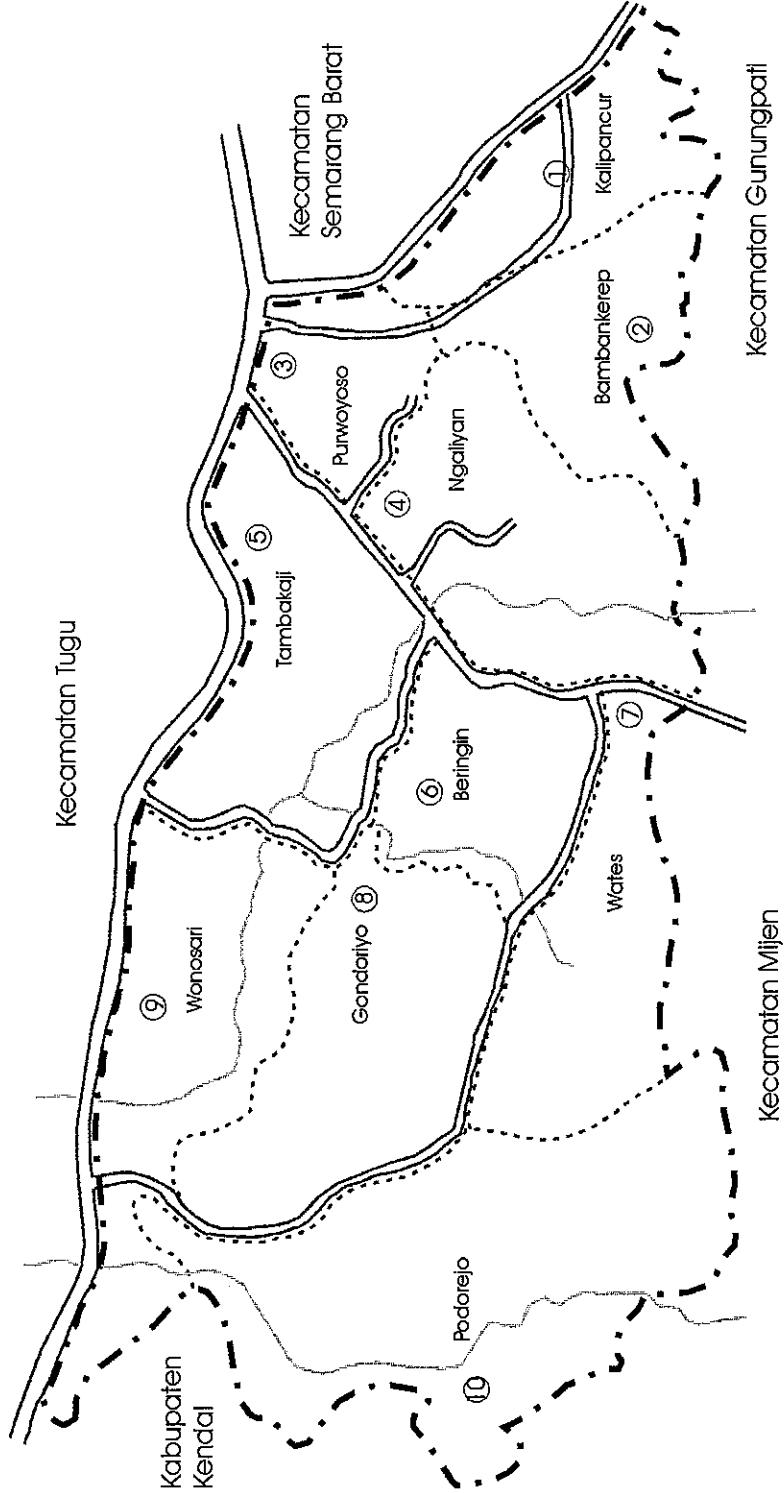 Kecamatan Tugu
Kecamatan
Semarang Barat
Kabupaten
Kendal
Kecamatan Mijen
Kecamatan Gunungpati
1
Kalipancur
2
Bambankerep
3
Purwoyoso
4
Ngaliyan
5
Tambakaji
6
Beringin
7
Wates
8
Gondoriyo
9
Wonosari
10
Podorejo